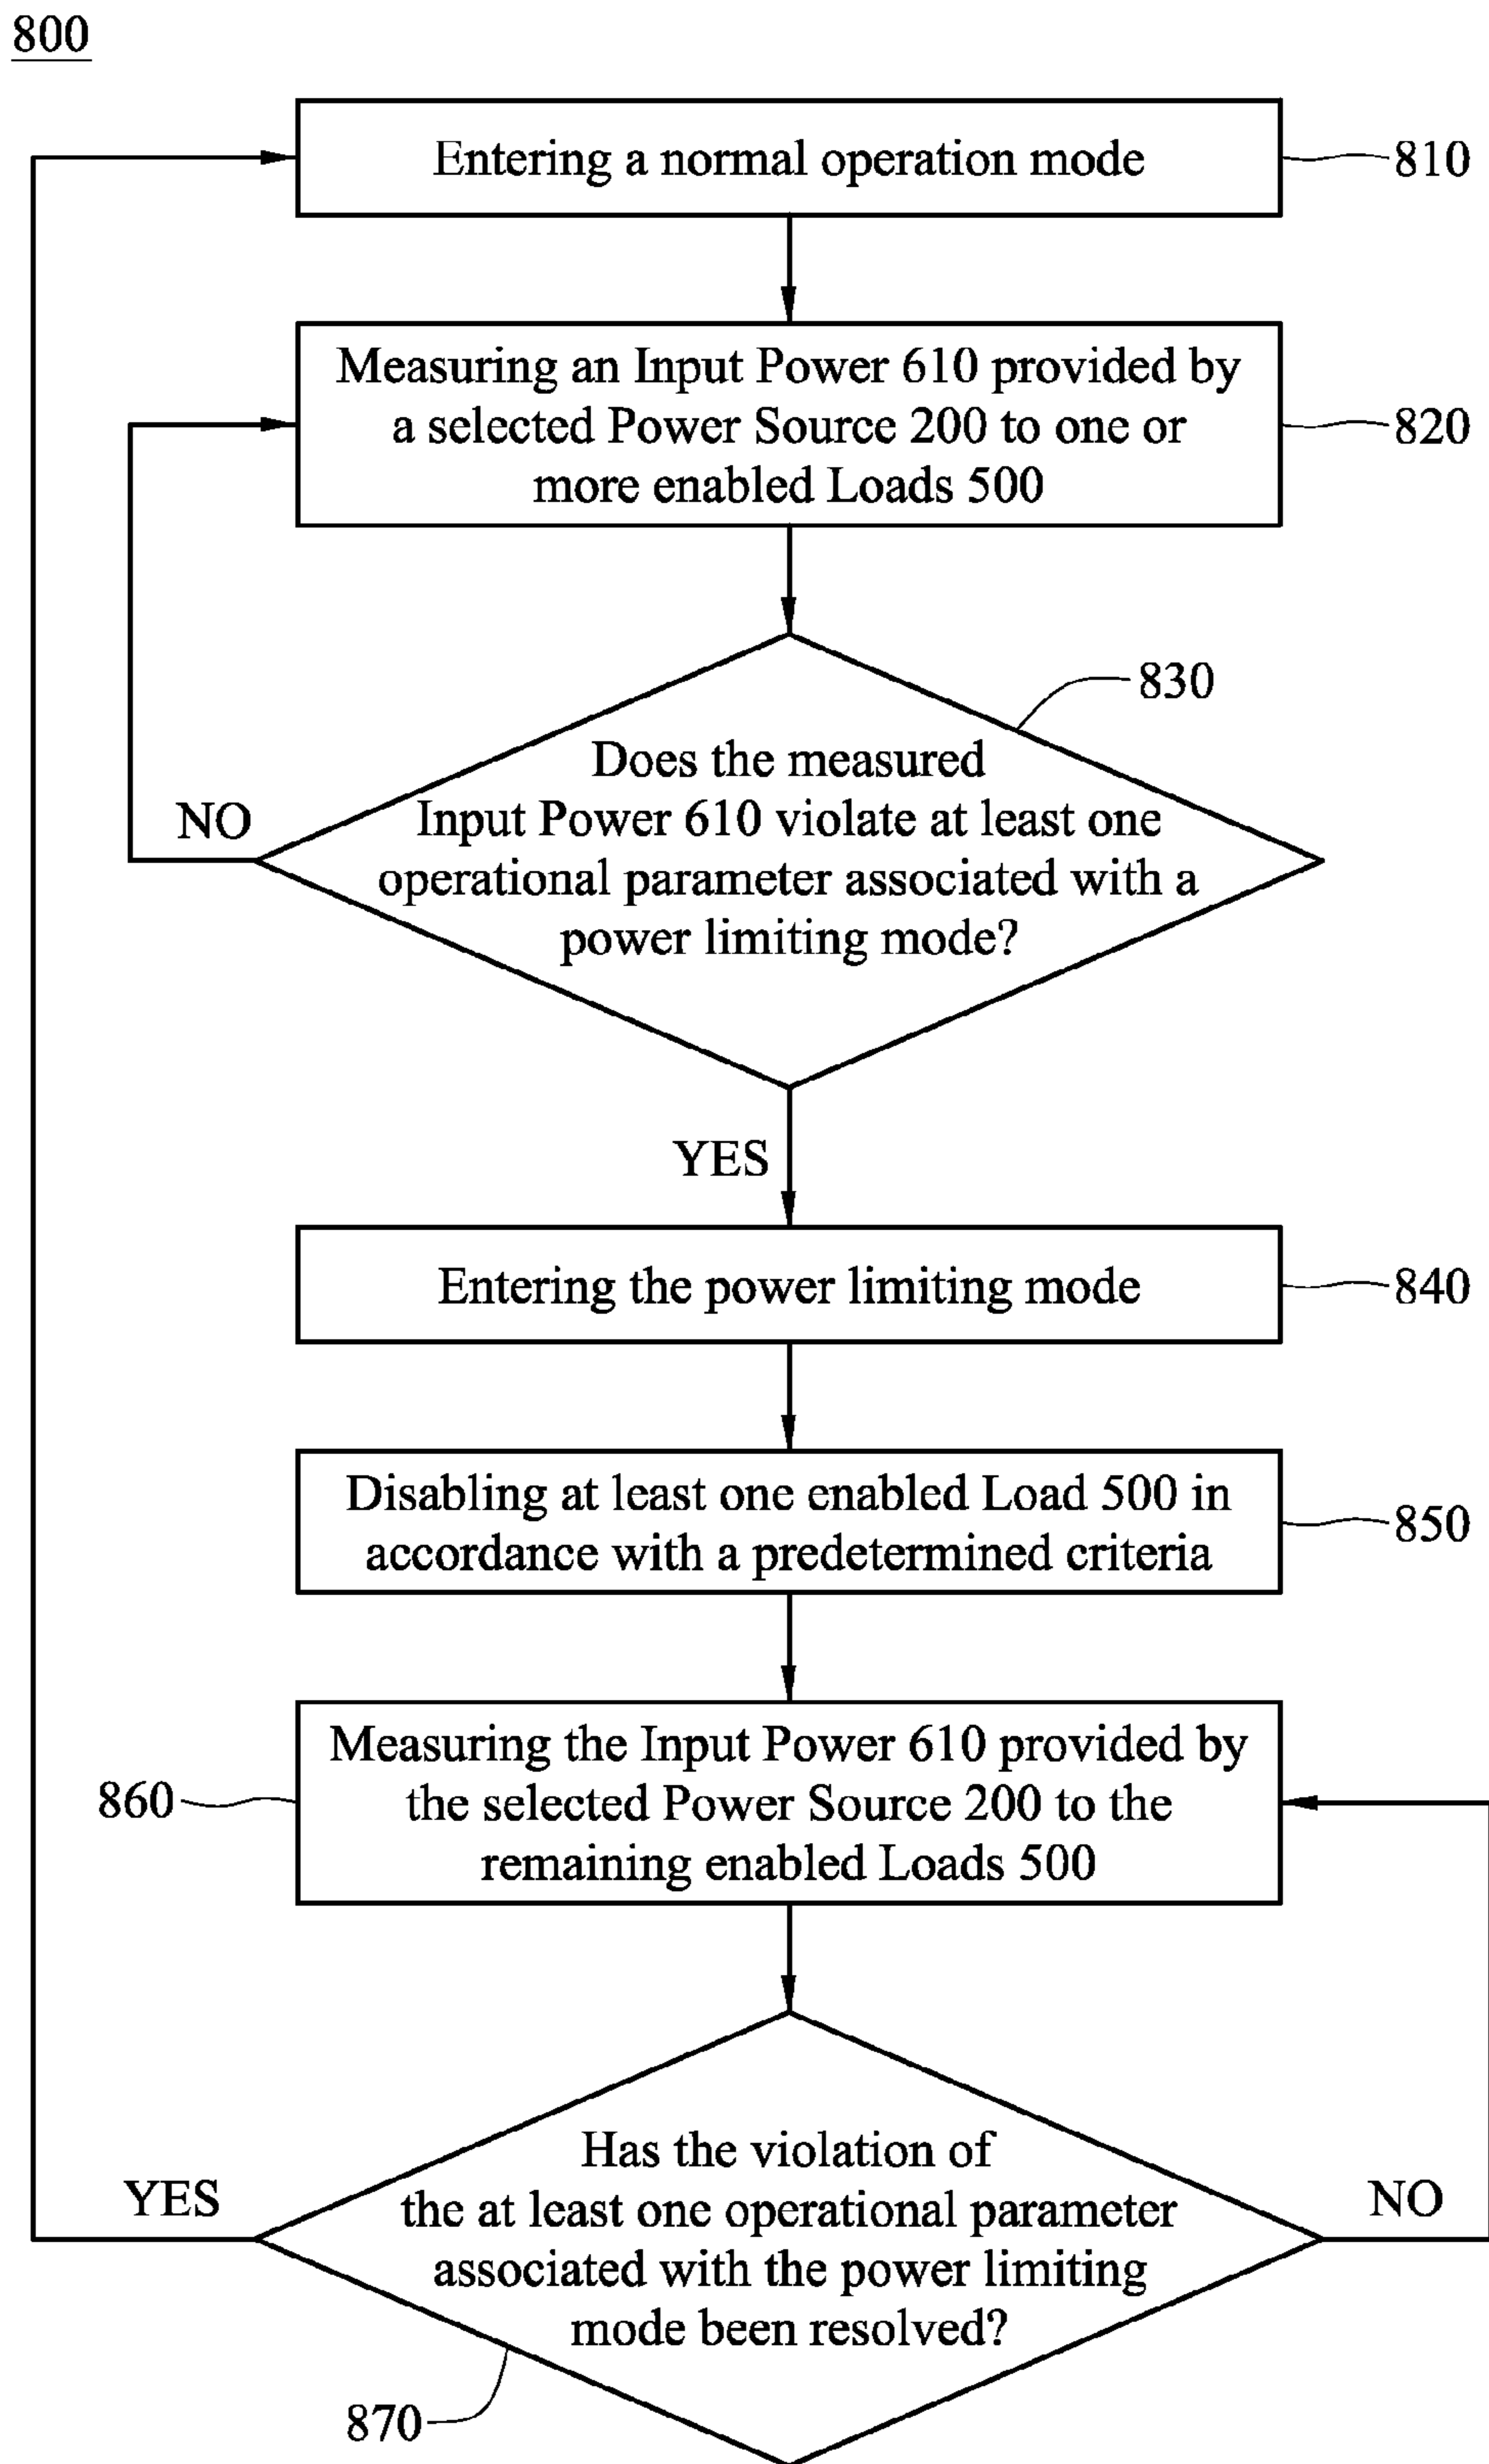 800
Entering a normal operation mode
810
Measuring an Input Power 610 provided by
a selected Power Source 200 to one or
more enabled Loads 500
820
830
Does the measured
Input Power 610 violate at least one
operational parameter associated with a
power limiting mode?
NO
YES
Entering the power limiting mode
840
Disabling at least one enabled Load 500 in
accordance with a predetermined criteria
850
Measuring the Input Power 610 provided by
the selected Power Source 200 to the
remaining enabled Loads 500
860
Has the violation of
the at least one operational parameter
associated with the power limiting
mode been resolved?
YES
NO
870